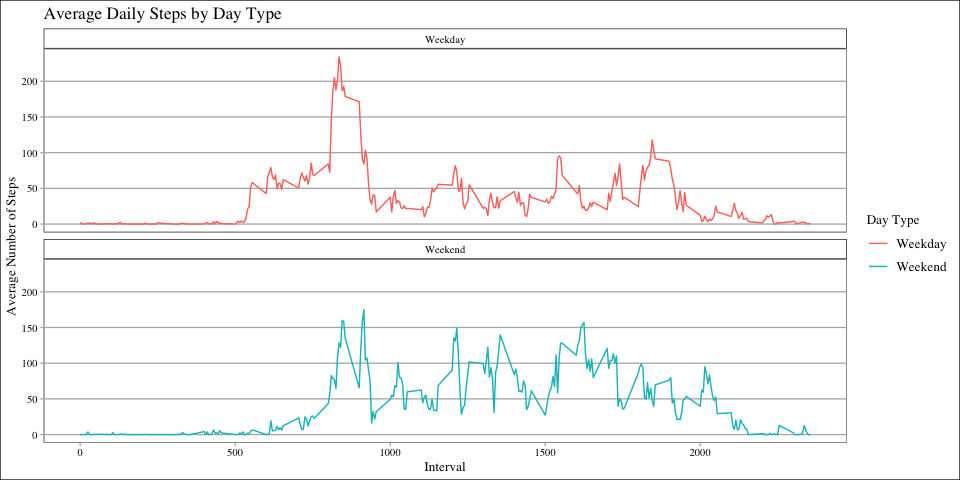 Average Daily Steps by Day Type
Weekday
200
150
100
50
0
Weekend
200
150
100
50
0
Average Number of Steps
0 500 1000 1500 2000
Interval
Day Type
Weekday
Weekend